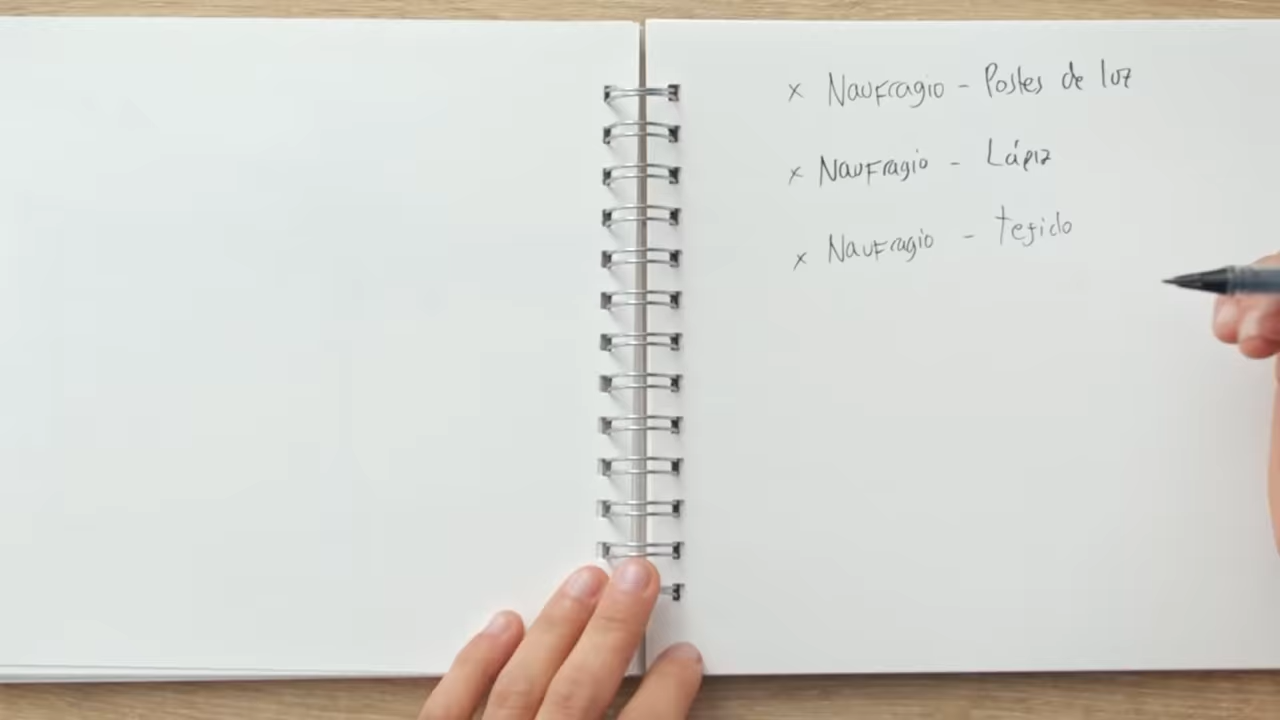 x Naufragio - Postes de luz
x Naufragio - Lápiz
x Naufragio - tejido